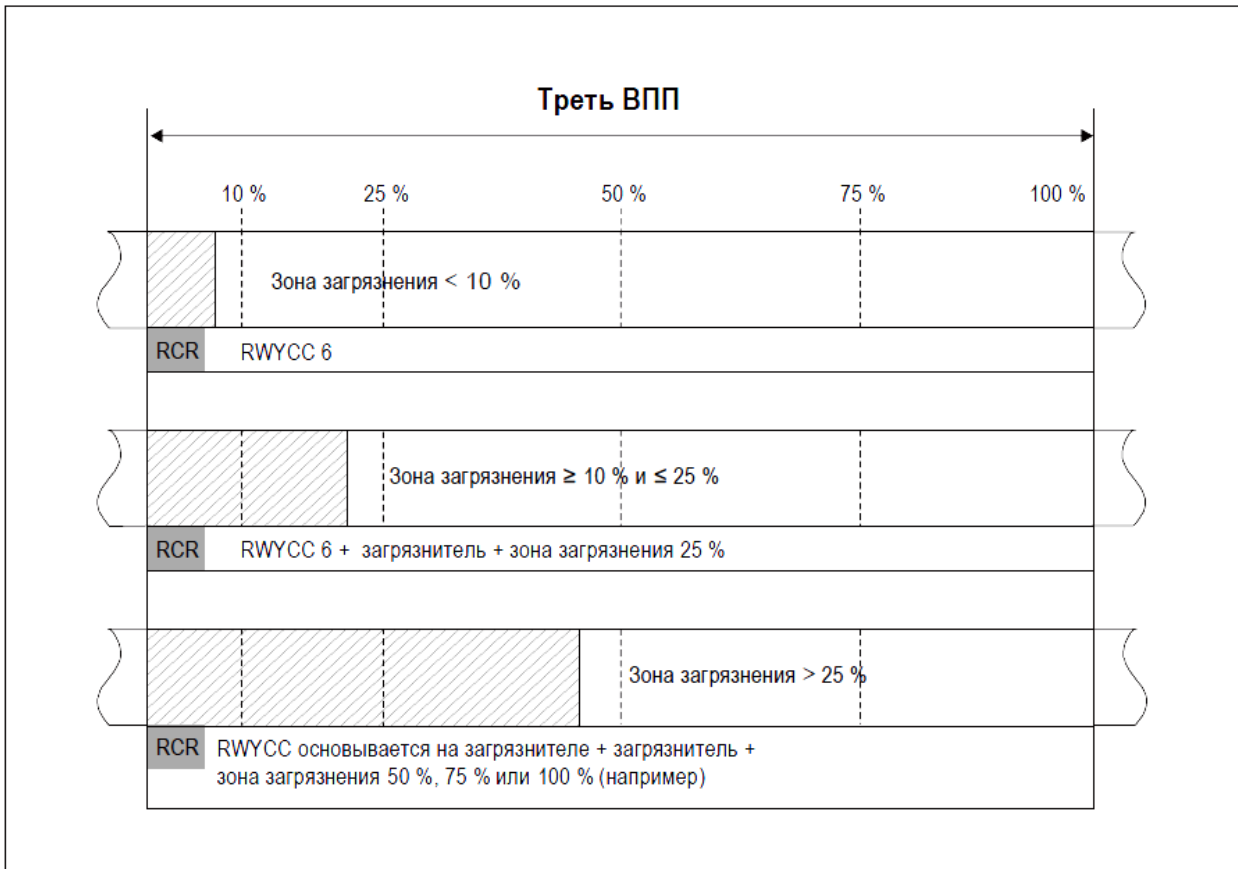 Треть ВПП
10 % 25 % 50 % 75 % 100 %
Зона загрязнения < 10 %
RCR RWYCC 6
Зона загрязнения ≥ 10 % и ≤ 25 %
RCR RWYCC 6 + загрязнитель + зона загрязнения 25 %
Зона загрязнения > 25 %
RCR RWYCC основывается на загрязнителе + загрязнитель +
зона загрязнения 50 %, 75 % или 100 % (например)